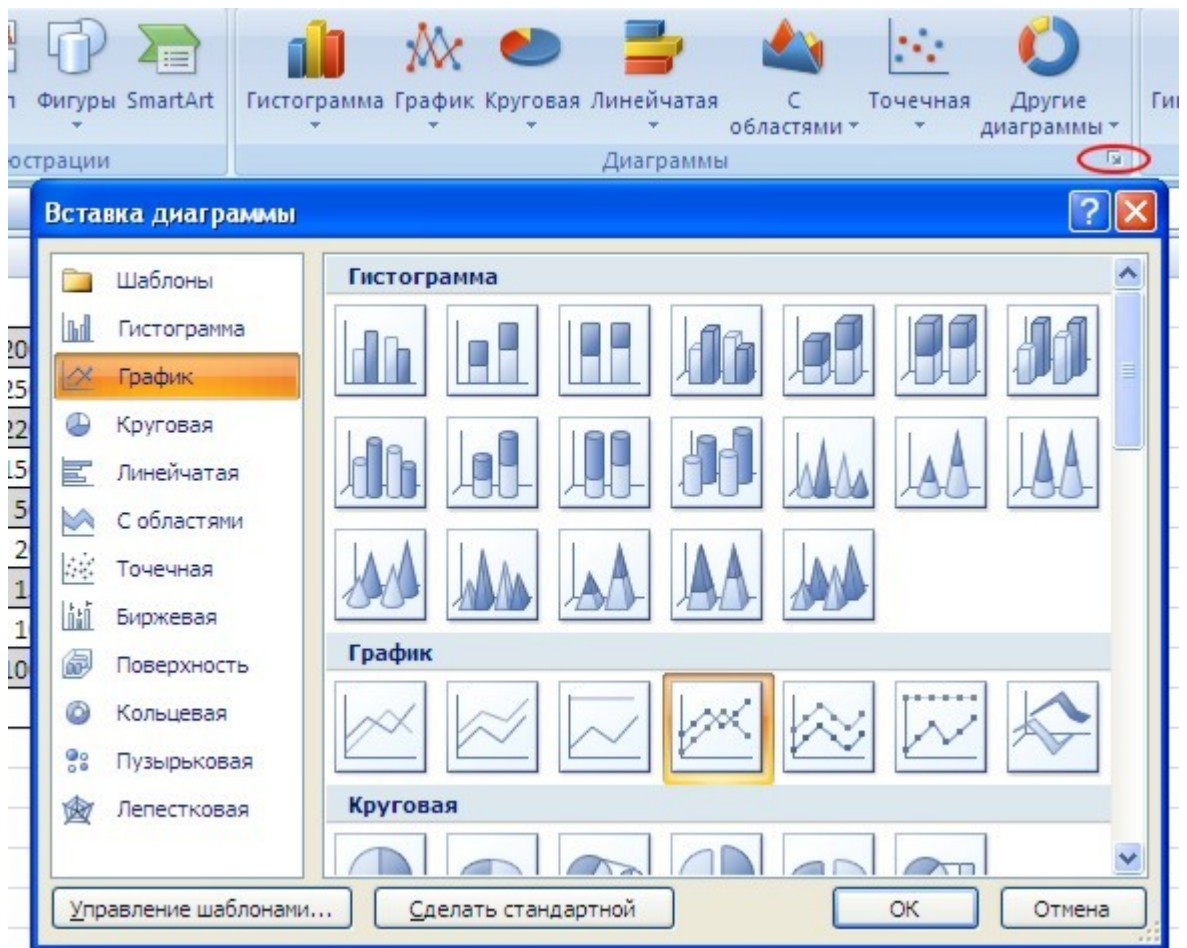 Фигуры SmartArt Гистограмма График Круговая Линейчатая С областями Точечная Другие диаграммы
Диаграммы
Вставка диаграммы
Шаблоны
Гистограмма
График
Круговая
Линейчатая
С областями
Точечная
Биржевая
Поверхность
Кольцевая
Пузырьковая
Лепестковая
Гистограмма
График
Круговая
Управление шаблонами...
Сделать стандартной
ОК
Отмена